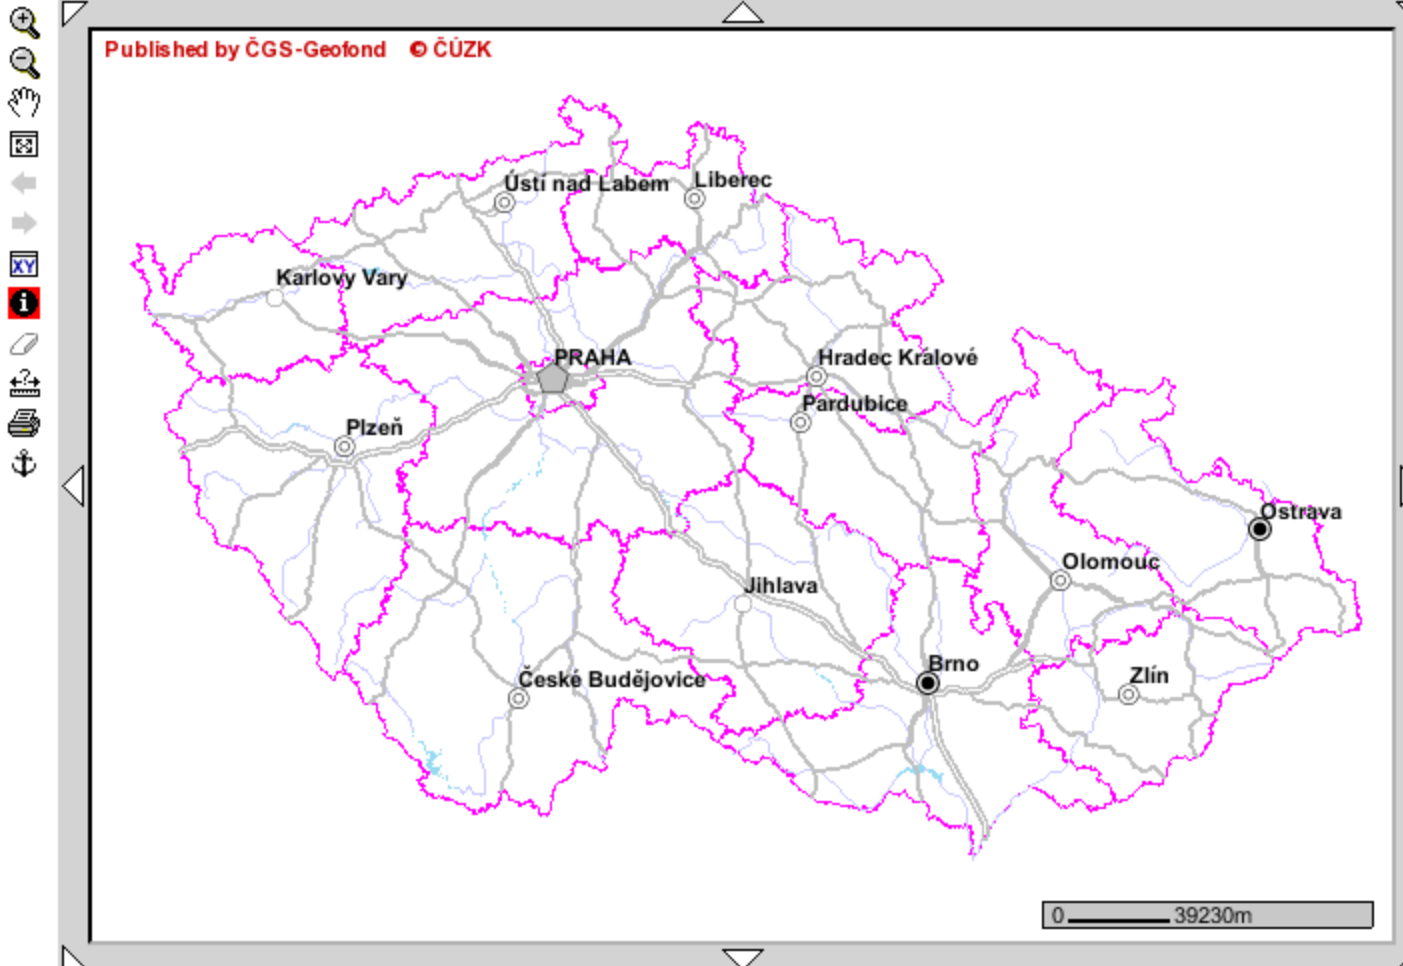 Published by ČGS-Geofond © ČÚZK
Ústí nad Labem
Liberec
Karlovy Vary
PRAHA
Hradec Králové
Pardubice
Plzeň
Ostrava
Olomouc
Jihlava
Brno
Zlín
České Budějovice
XY
i
?
0 39230m